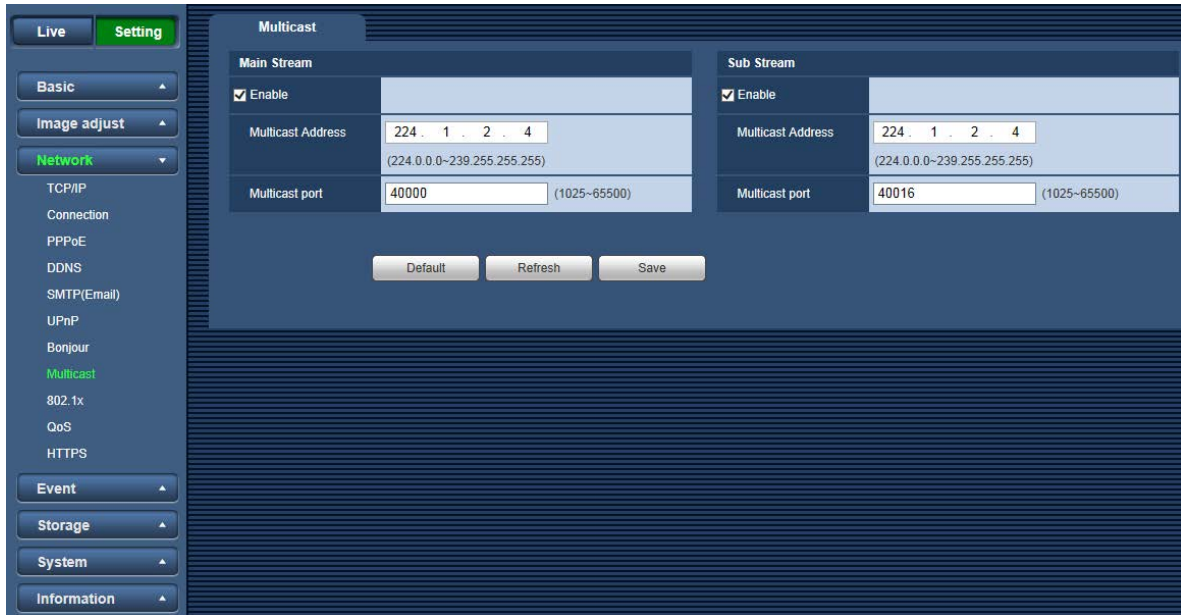 Live Setting
Basic
Image adjust
Network
TCP/IP
Connection
PPPoE
DDNS
SMTP(Email)
UPnP
Bonjour
Multicast
802.1x
QoS
HTTPS
Event
Storage
System
Information
Multicast
Main Stream
Enable
Multicast Address 224 . 1 . 2 . 4
(224.0.0.0~239.255.255.255)
Multicast port 40000 (1025~65500)
Sub Stream
Enable
Multicast Address 224 . 1 . 2 . 4
(224.0.0.0~239.255.255.255)
Multicast port 40016 (1025~65500)
Default Refresh Save